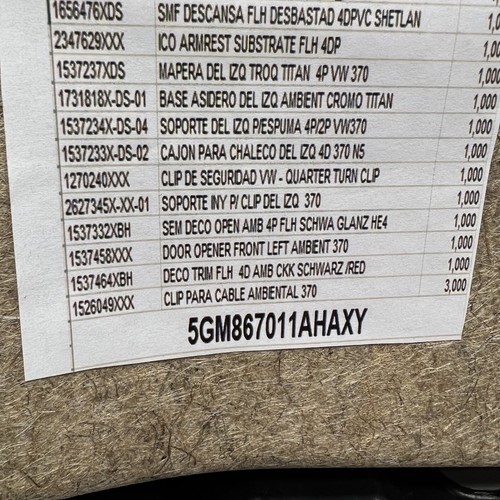 1656476XDS SMF DESCANSA FLH DESBASTAD 4DPVC SHETLAN
2347629XXX ICO ARMREST SUBSTRATE FLH 4DP 1,000
1537237XDS MAPERA DEL IZQ TROQ TITAN 4P VW 370 1,000
1731818X-DS-01 BASE ASIDERO DEL IZQ AMBIENT CROMO TITAN 1,000
1537234X-DS-04 SOPORTE DEL IZQ P/ESPUMA 4P/2P VW370 1,000
1537233X-DS-02 CAJON PARA CHALECO DEL IZQ 4D 370 N5 1,000
1270240XXX CLIP DE SEGURIDAD VW - QUARTER TURN CLIP 1,000
2627345X-XX-01 SOPORTE INY P/ CLIP DEL IZQ 370 1,000
1537332XBH SEM DECO OPEN AMB 4P FLH SCHWA GLANZ HE4 1,000
1537458XXX DOOR OPENER FRONT LEFT AMBIENT 370 1,000
1537464XBH DECO TRIM FLH 4D AMB CKK SCHWARZ /RED 1,000
1526049XXX CLIP PARA CABLE AMBIENTAL 370 3,000
5GM867011AHAXY